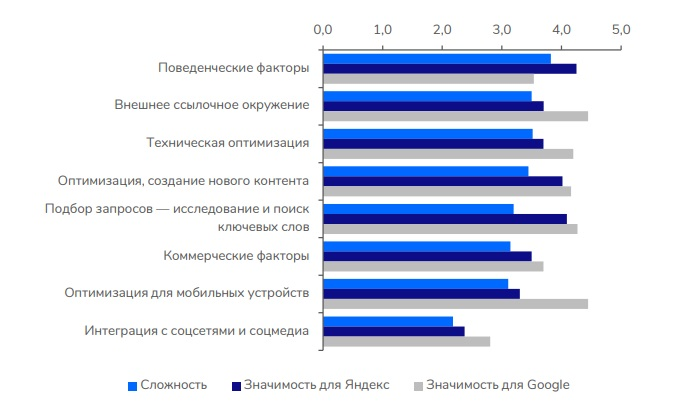 0,0 1,0 2,0 3,0 4,0 5,0
Поведенческие факторы
Внешнее ссылочное окружение
Техническая оптимизация
Оптимизация, создание нового контента
Подбор запросов — исследование и поиск
ключевых слов
Коммерческие факторы
Оптимизация для мобильных устройств
Интеграция с соцсетями и соцмедиа
Сложность Значимость для Яндекс Значимость для Google